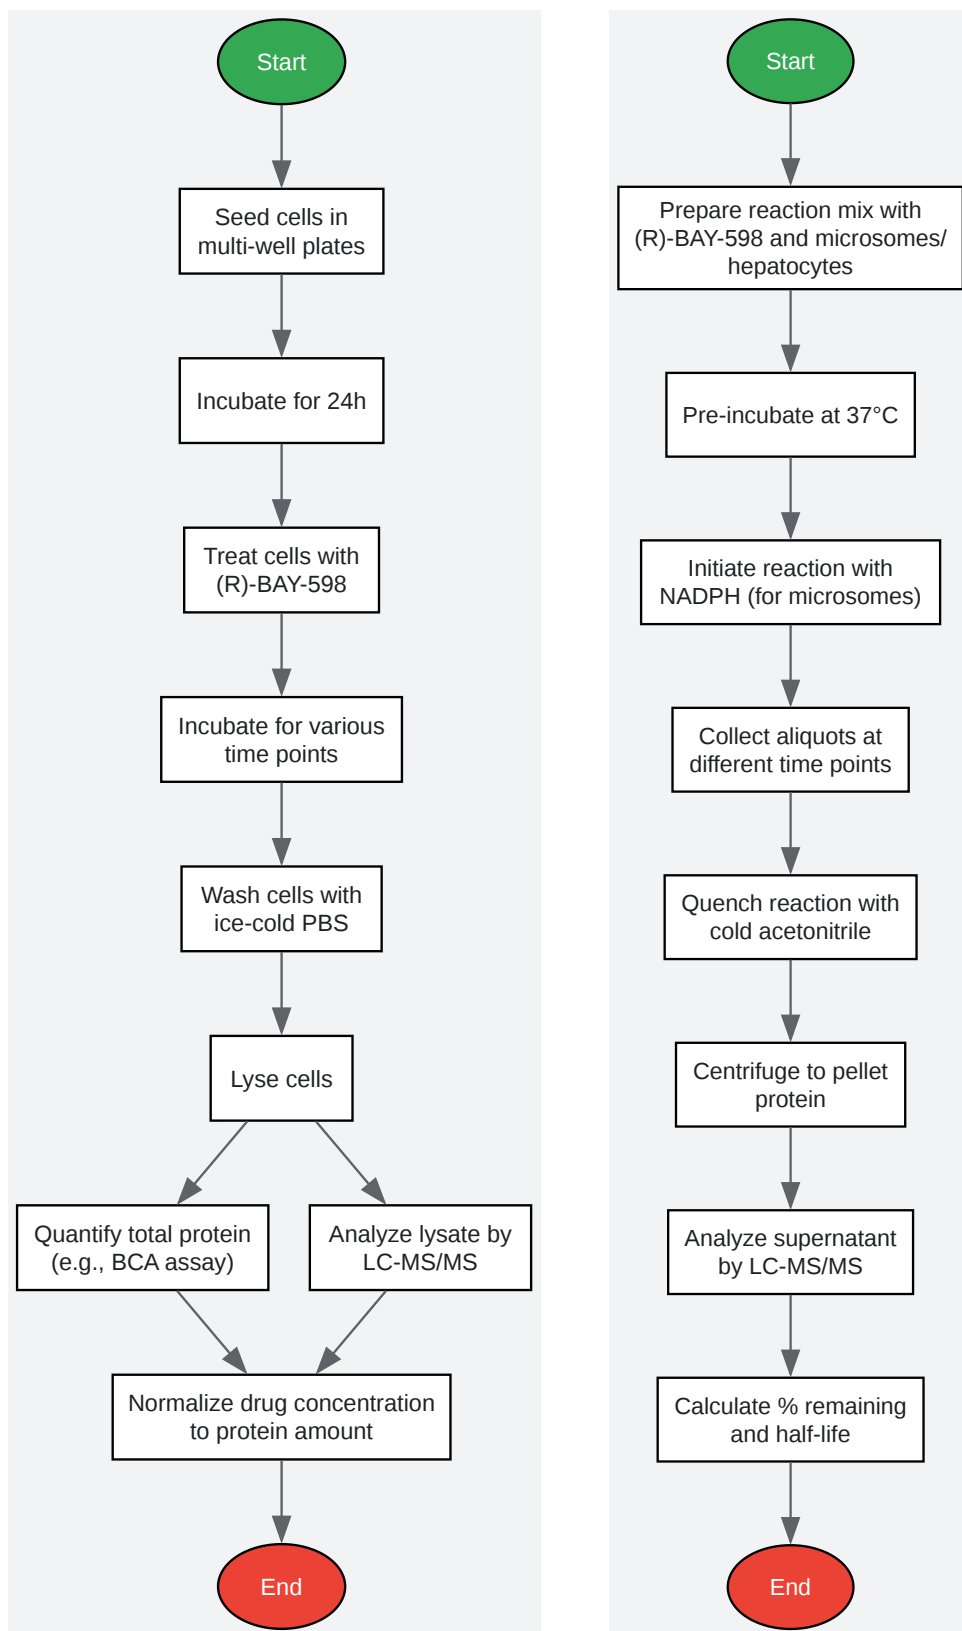 Start
Seed cells in
multi-well plates
Incubate for 24h
Treat cells with
(R)-BAY-598
Incubate for various
time points
Wash cells with
ice-cold PBS
Lyse cells
Quantify total protein
(e.g., BCA assay)
Analyze lysate by
LC-MS/MS
Normalize drug concentration
to protein amount
End
Start
Prepare reaction mix with
(R)-BAY-598 and microsomes/
hepatocytes
Pre-incubate at 37°C
Initiate reaction with
NADPH (for microsomes)
Collect aliquots at
different time points
Quench reaction with
cold acetonitrile
Centrifuge to pellet
protein
Analyze supernatant
by LC-MS/MS
Calculate % remaining
and half-life
End